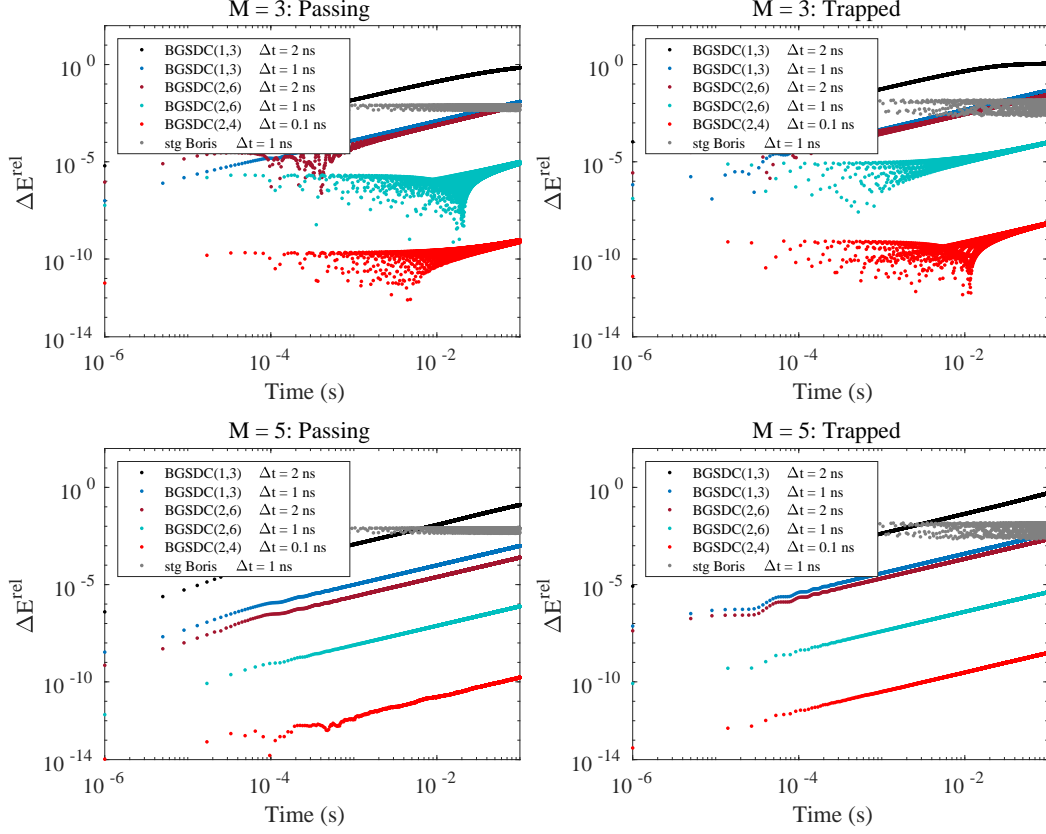 M = 3: Passing
BGSDC(1,3) Δt = 2 ns
BGSDC(1,3) Δt = 1 ns
BGSDC(2,6) Δt = 2 ns
BGSDC(2,6) Δt = 1 ns
BGSDC(2,4) Δt = 0.1 ns
stg Boris Δt = 1 ns
10^0
10^-5
10^-10
10^-14
ΔE^rel
10^-6
10^-4
10^-2
Time (s)
M = 3: Trapped
BGSDC(1,3) Δt = 2 ns
BGSDC(1,3) Δt = 1 ns
BGSDC(2,6) Δt = 2 ns
BGSDC(2,6) Δt = 1 ns
BGSDC(2,4) Δt = 0.1 ns
stg Boris Δt = 1 ns
10^0
10^-5
10^-10
10^-14
ΔE^rel
10^-6
10^-4
10^-2
Time (s)
M = 5: Passing
BGSDC(1,3) Δt = 2 ns
BGSDC(1,3) Δt = 1 ns
BGSDC(2,6) Δt = 2 ns
BGSDC(2,6) Δt = 1 ns
BGSDC(2,4) Δt = 0.1 ns
stg Boris Δt = 1 ns
10^0
10^-5
10^-10
10^-14
ΔE^rel
10^-6
10^-4
10^-2
Time (s)
M = 5: Trapped
BGSDC(1,3) Δt = 2 ns
BGSDC(1,3) Δt = 1 ns
BGSDC(2,6) Δt = 2 ns
BGSDC(2,6) Δt = 1 ns
BGSDC(2,4) Δt = 0.1 ns
stg Boris Δt = 1 ns
10^0
10^-5
10^-10
10^-14
ΔE^rel
10^-6
10^-4
10^-2
Time (s)